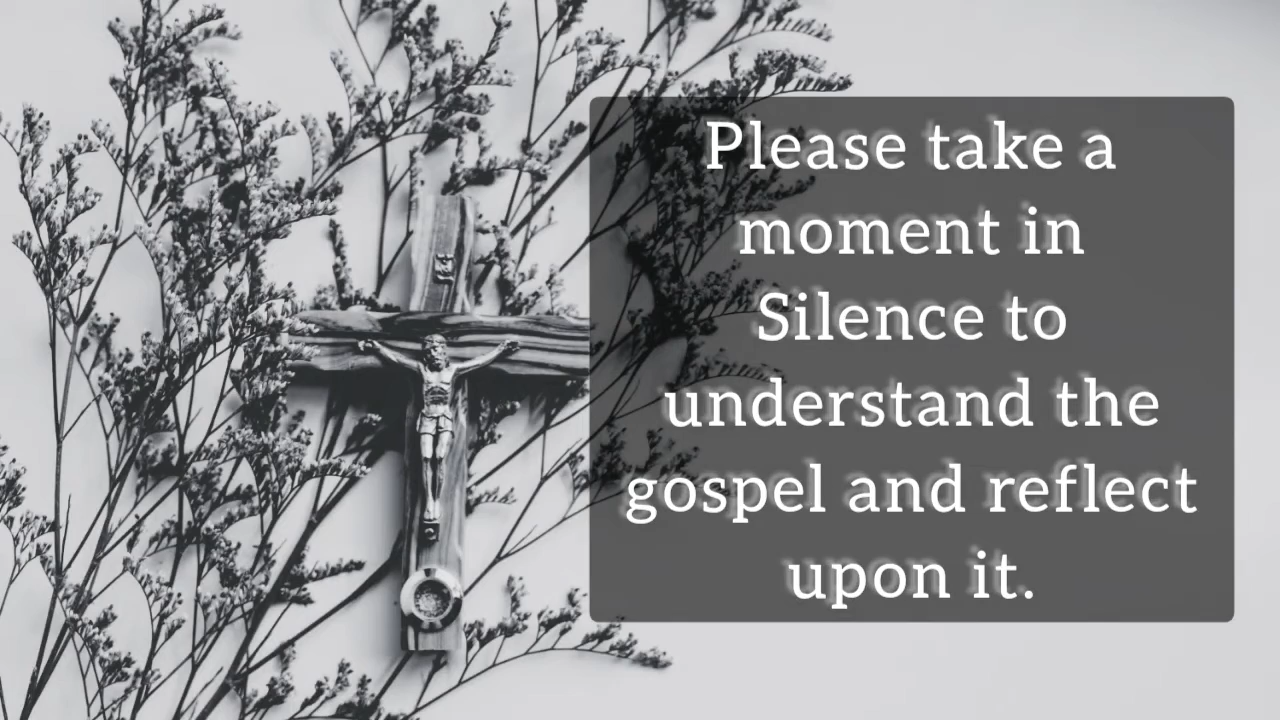 Please take a
moment in
Silence to
understand the
gospel and reflect
upon it.